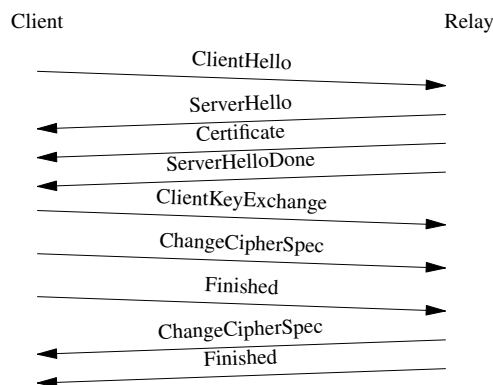 Client Relay
ClientHello
ServerHello
Certificate
ServerHelloDone
ClientKeyExchange
ChangeCipherSpec
Finished
ChangeCipherSpec
Finished